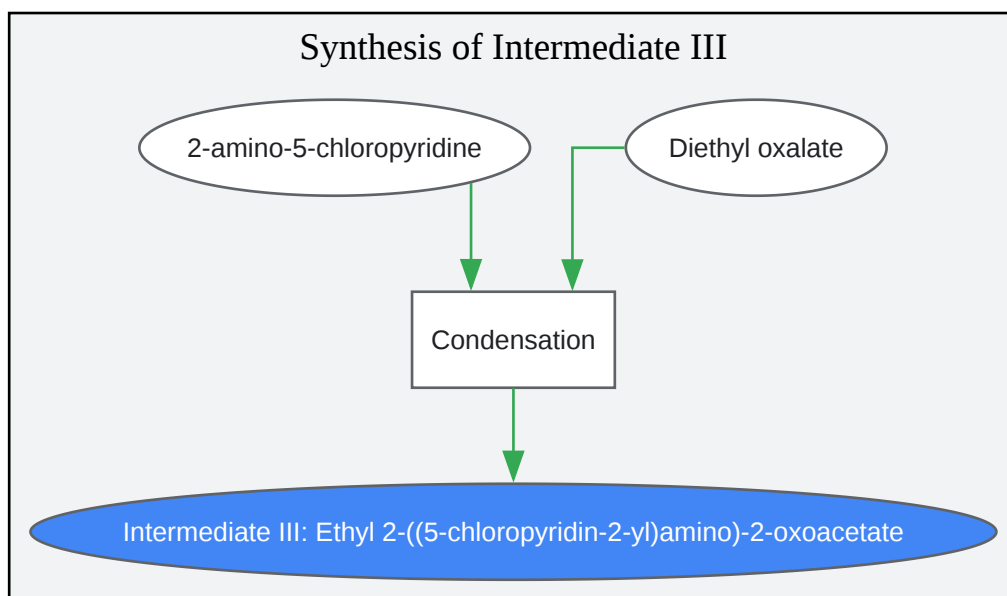 Synthesis of Intermediate III
2-amino-5-chloropyridine
Diethyl oxalate
Condensation
Intermediate III: Ethyl 2-((5-chloropyridin-2-yl)amino)-2-oxoacetate